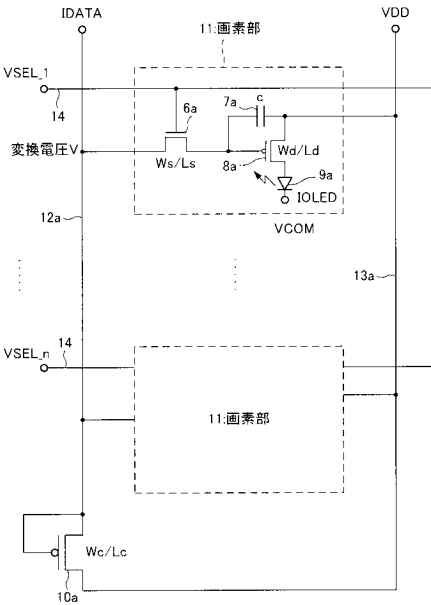 IDATA
VDD
11:画素部
VSEL_1
14
6a
7a
c
変換電圧V
Ws/Ls
Wd/Ld
8a
9a
IOLED
VCOM
12a
13a
VSEL_n
14
11:画素部
Wc/Lc
10a